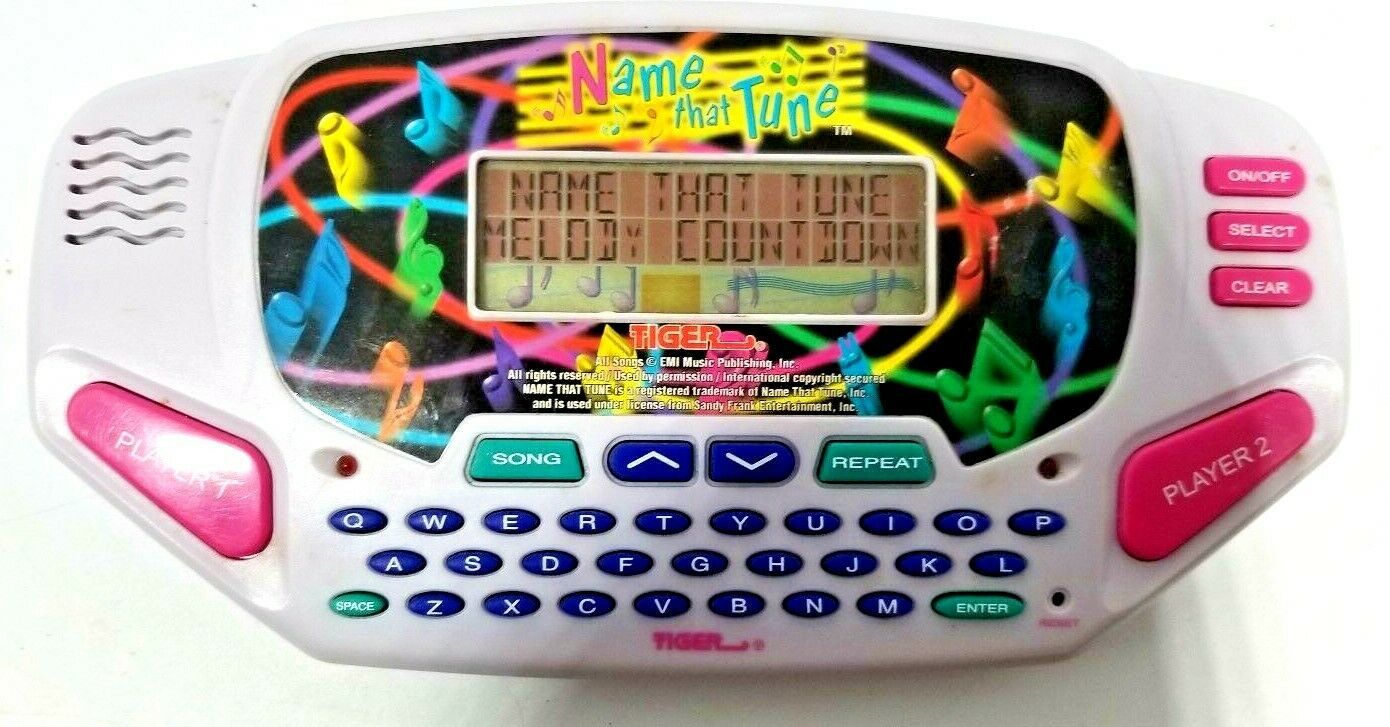 Name
that Tune
TM
NAME THAT TUNE
MELODY COUNTDOWN
TIGER®
All Songs © EMI Music Publishing, Inc.
All rights reserved / Used by permission / International copyright secured
NAME THAT TUNE is a registered trademark of Name That Tune, Inc.
and is used under license from Sandy Frank Entertainment, Inc.
ON/OFF
SELECT
CLEAR
PLAYER 1
PLAYER 2
SONG
REPEAT
Q W E R T Y U I O P
A S D F G H J K L
SPACE Z X C V B N M ENTER
RESET
TIGER®